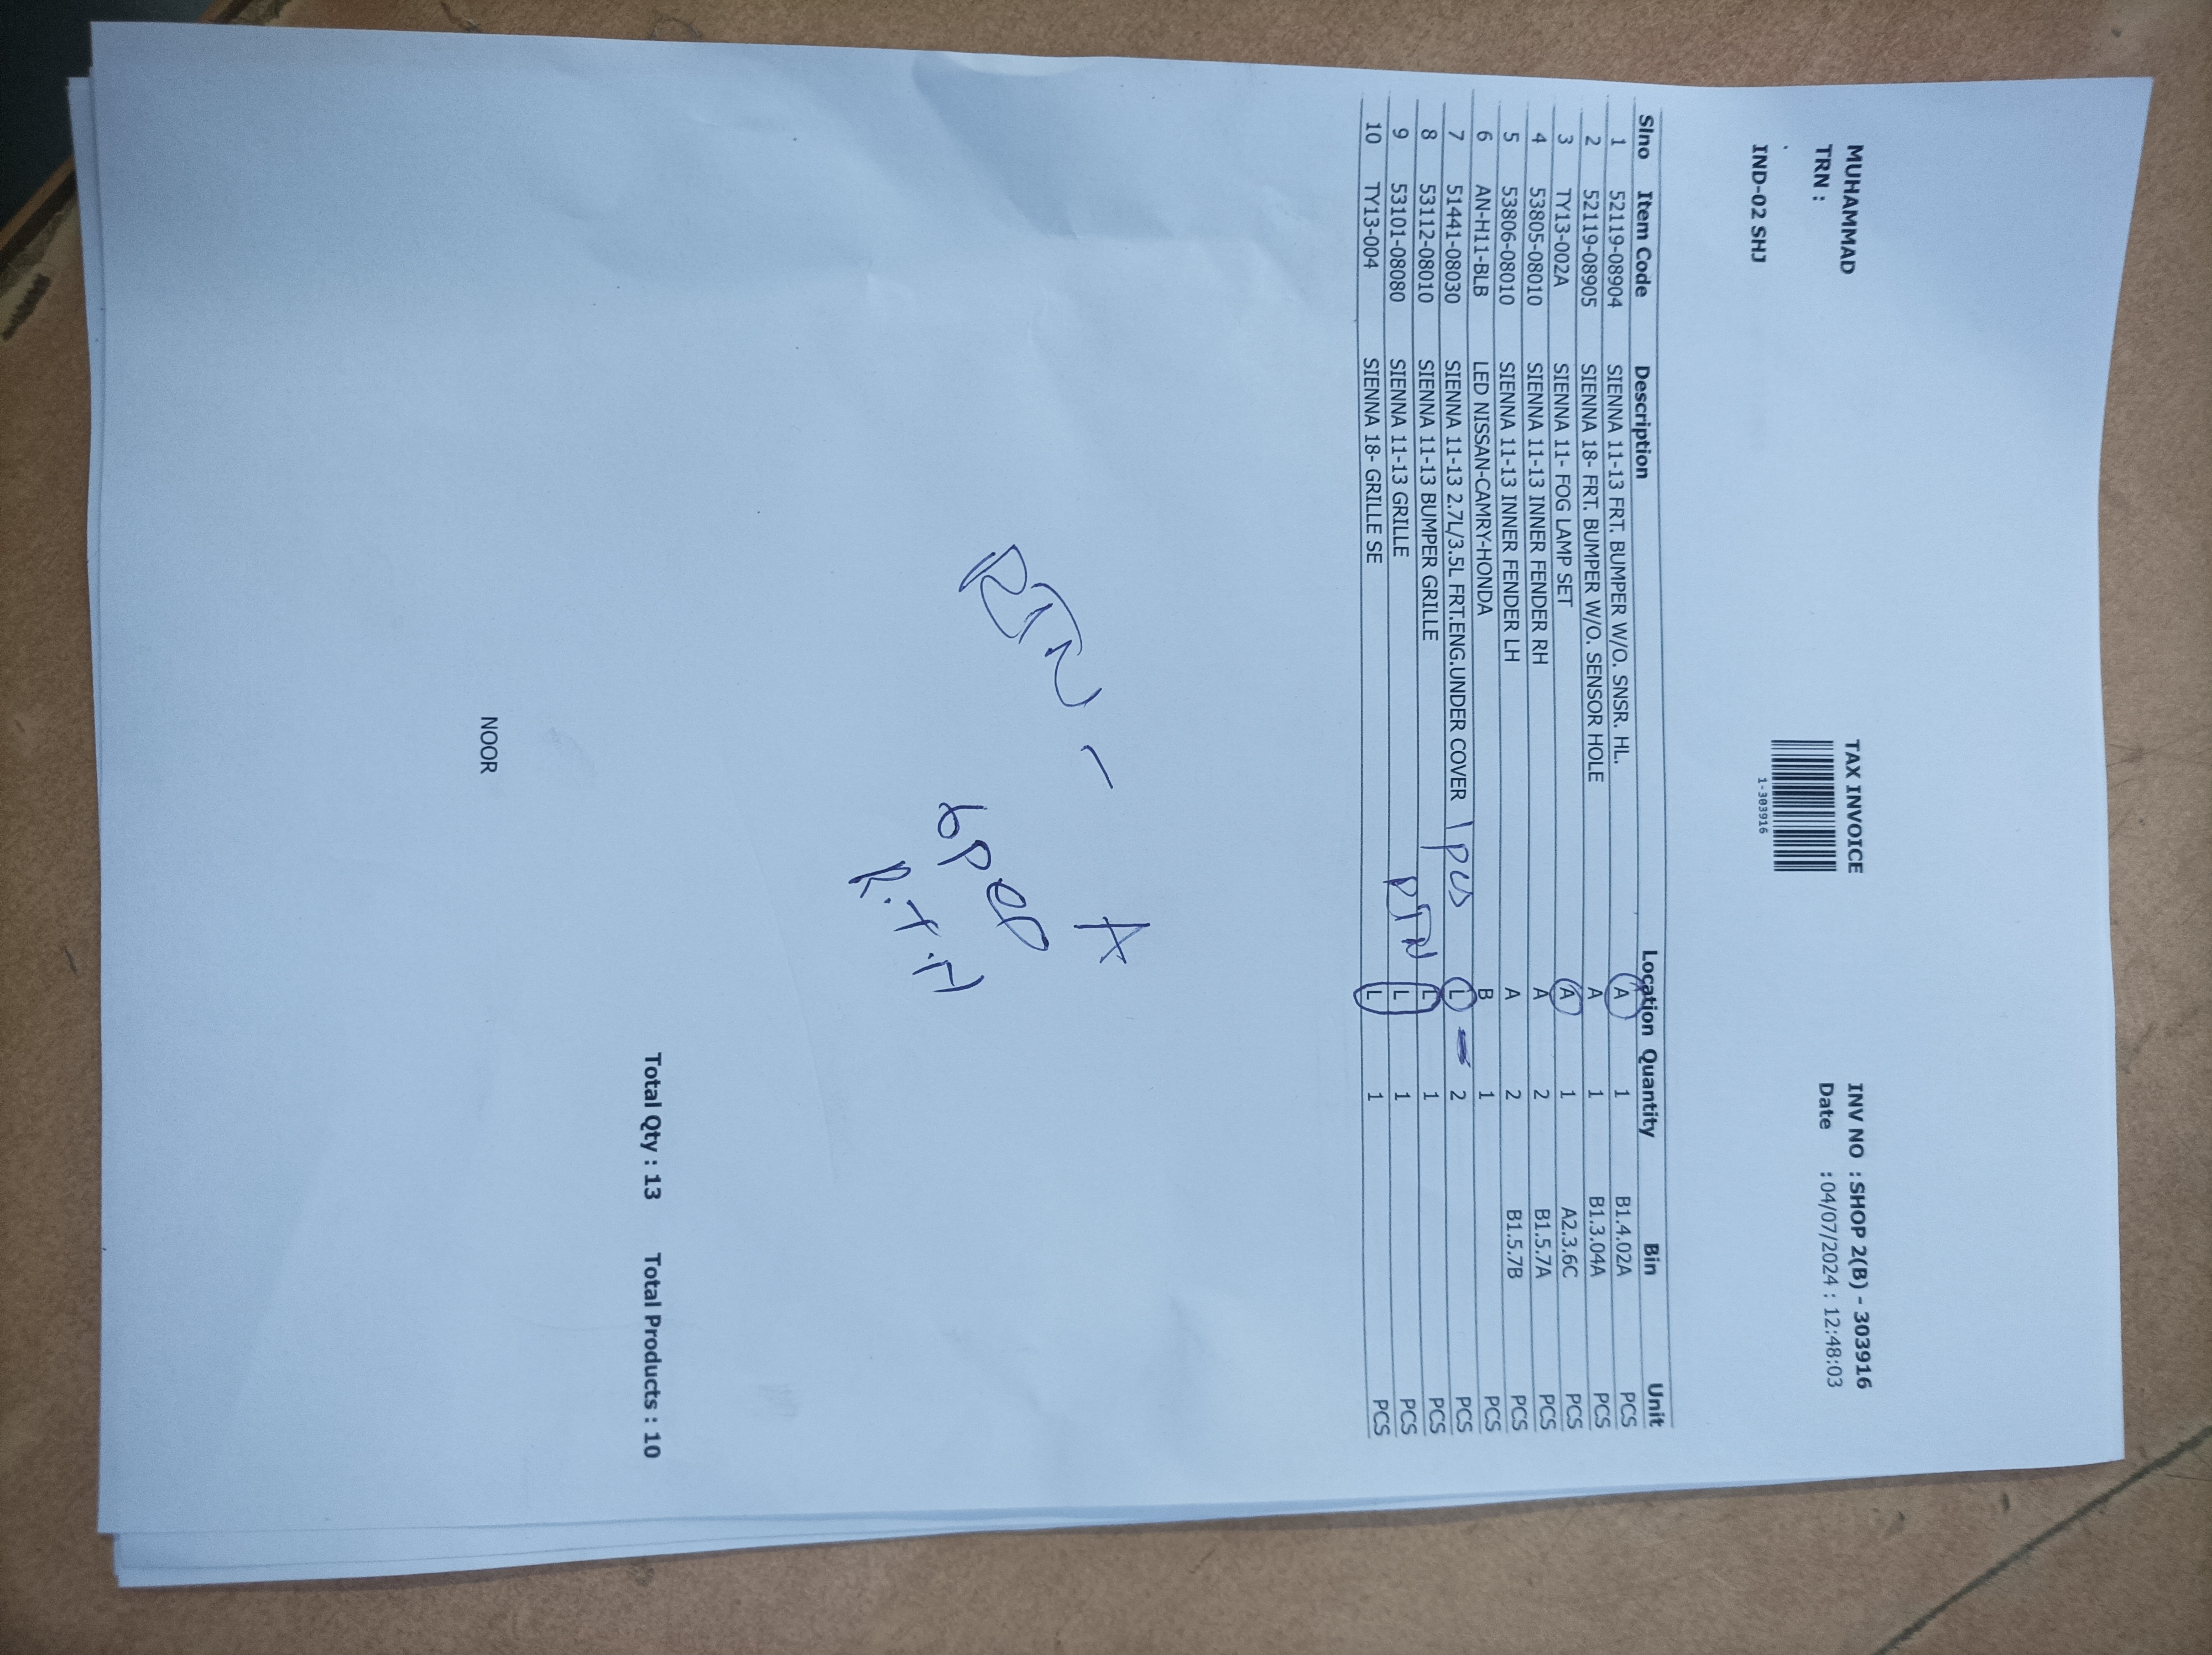 MUHAMMAD TAX INVOICE INV NO : SHOP 2(B) - 303916
TRN : Date : 04/07/2024 : 12:48:03
.
1-303916
IND-02 SHJ
Slno Item Code Description Location Quantity Bin Unit
1 52119-08904 SIENNA 11-13 FRT. BUMPER W/O. SNSR. HL. A 1 B1.4.02A PCS
2 52119-08905 SIENNA 18- FRT. BUMPER W/O. SENSOR HOLE A 1 B1.3.04A PCS
3 TY13-002A SIENNA 11- FOG LAMP SET A 1 A2.3.6C PCS
4 53805-08010 SIENNA 11-13 INNER FENDER RH A 2 B1.5.7A PCS
5 53806-08010 SIENNA 11-13 INNER FENDER LH A 2 B1.5.7B PCS
6 AN-H11-BLB LED NISSAN-CAMRY-HONDA B 1 PCS
7 51441-08030 SIENNA 11-13 2.7L/3.5L FRT.ENG.UNDER COVER 1 pcs L 2 PCS
8 53112-08010 SIENNA 11-13 BUMPER GRILLE RTN L 1 PCS
9 53101-08080 SIENNA 11-13 GRILLE L 1 PCS
10 TY13-004 SIENNA 18- GRILLE SE L 1 PCS
RTN - A
R.T.N
Total Qty : 13 Total Products : 10
NOOR